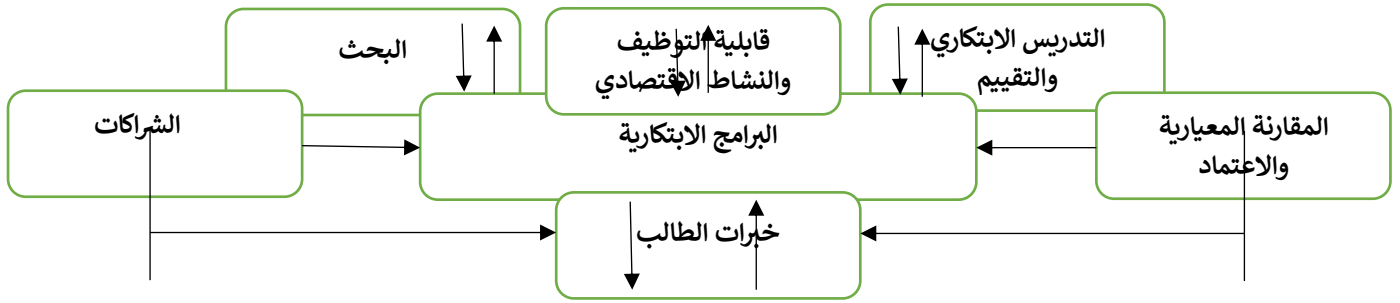 التدريس الابتكاري
والتقييم
قابلية التوظيف
والنشاط الاقتصادي
البحث
المقارنة المعيارية
والاعتماد
البرامج الابتكارية
الشراكات
خبرات الطالب